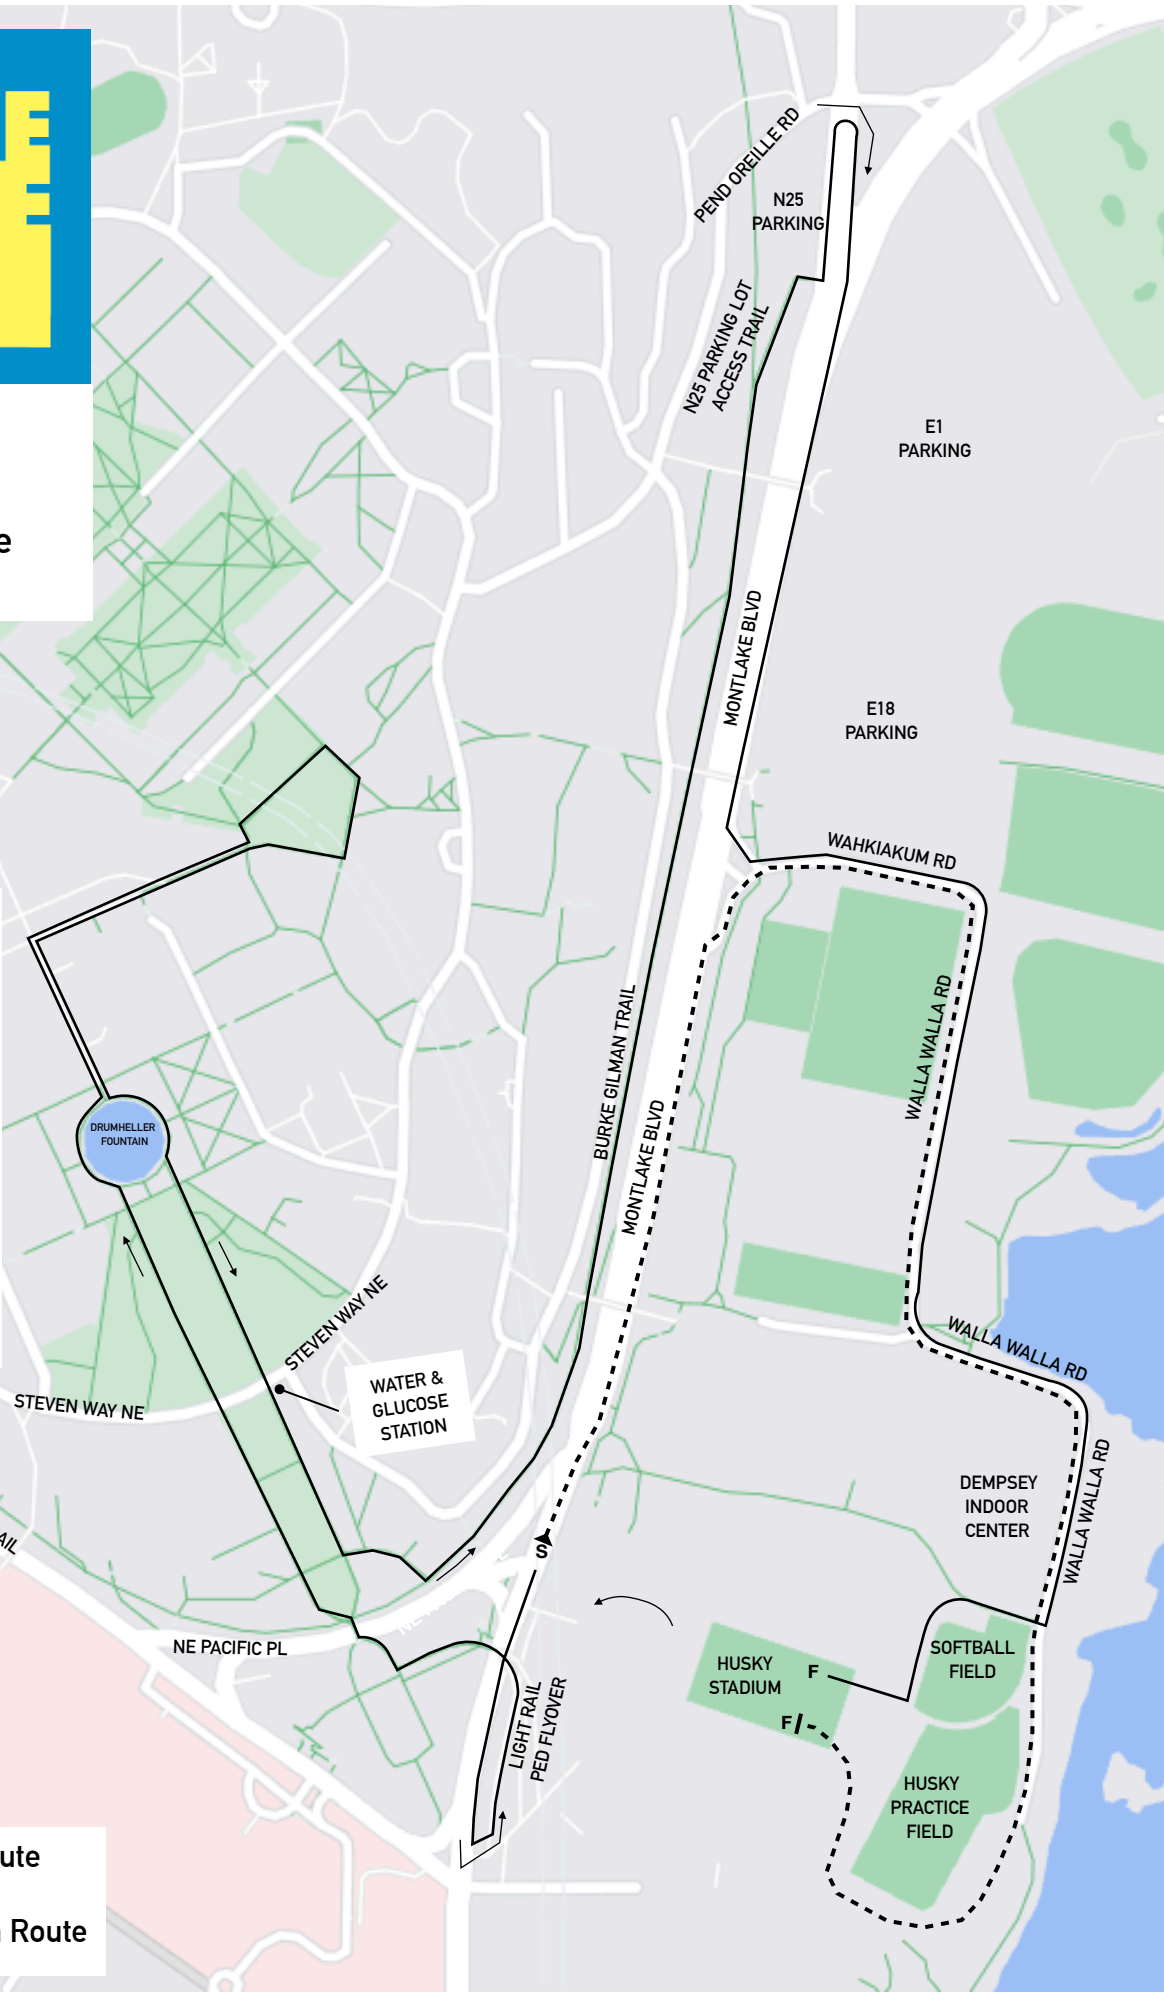 PEND OREILLE RD
N25
PARKING
N25 PARKING LOT
ACCESS TRAIL
E1
PARKING
e
MONTLAKE BLVD
E18
PARKING
WAHKIAKUM RD
WALLA WALLA RD
BURKE GILMAN TRAIL
MONTLAKE BLVD
DRUMHELLER
FOUNTAIN
STEVEN WAY NE
WALLA WALLA RD
WATER &
GLUCOSE
STATION
STEVEN WAY NE
WALLA WALLA RD
DEMPSEY
INDOOR
CENTER
AIL
S
NE PACIFIC PL
HUSKY
STADIUM
F
SOFTBALL
FIELD
LIGHT RAIL
PED FLYOVER
F
HUSKY
PRACTICE
FIELD
ute
Route